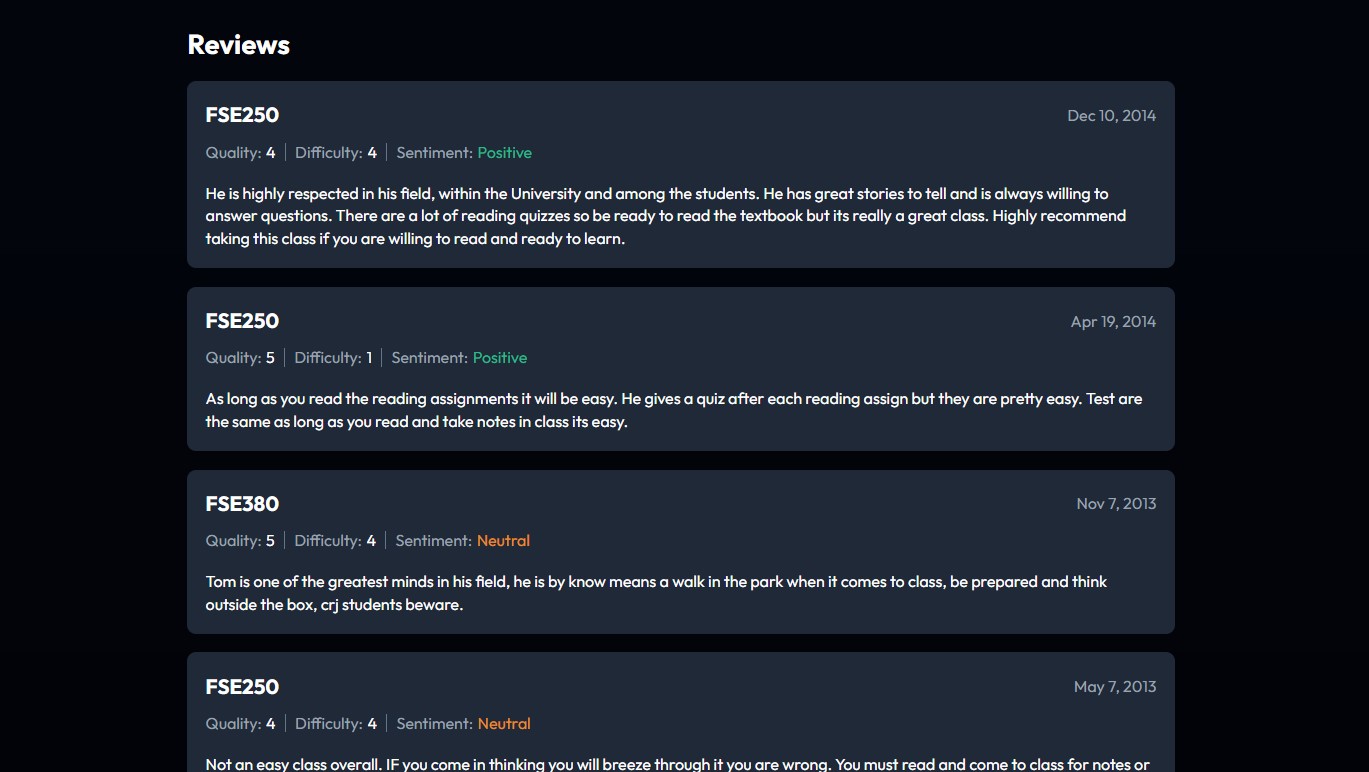 Reviews
FSE250
Dec 10, 2014
Quality: 4 Difficulty: 4 Sentiment: Positive
He is highly respected in his field, within the University and among the students. He has great stories to tell and is always willing to
answer questions. There are a lot of reading quizzes so be ready to read the textbook but its really a great class. Highly recommend
taking this class if you are willing to read and ready to learn.
FSE250
Apr 19, 2014
Quality: 5 Difficulty: 1 Sentiment: Positive
As long as you read the reading assignments it will be easy. He gives a quiz after each reading assign but they are pretty easy. Test are
the same as long as you read and take notes in class its easy.
FSE380
Nov 7, 2013
Quality: 5 Difficulty: 4 Sentiment: Neutral
Tom is one of the greatest minds in his field, he is by know means a walk in the park when it comes to class, be prepared and think
outside the box, crj students beware.
FSE250
May 7, 2013
Quality: 4 Difficulty: 4 Sentiment: Neutral
Not an easy class overall. IF you come in thinking you will breeze through it you are wrong. You must read and come to class for notes or